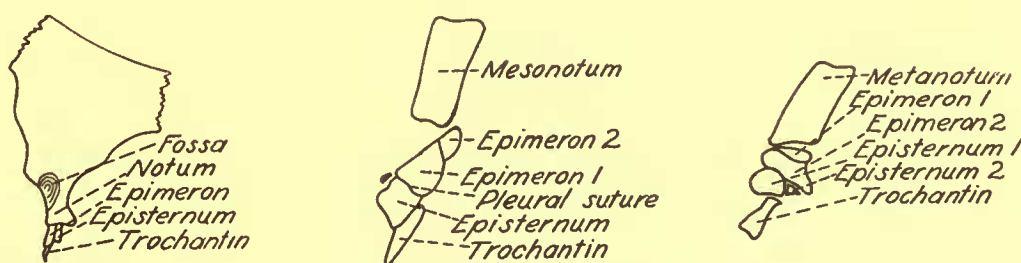 Fossa
Notum
Epimeron
Episternum
Trochantin
Mesonotum
Epimeron 2
Epimeron 1
Pleural suture
Episternum
Trochantin
Metanotum
Epimeron 1
Epimeron 2
Episternum 1
Episternum 2
Trochantin